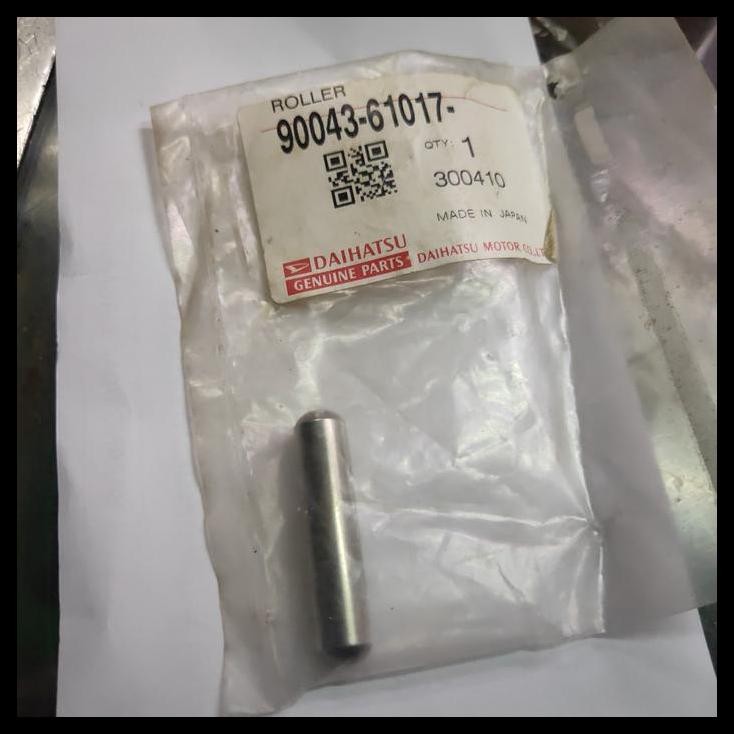 ROLLER
90043-61017-
QTY: 1
300410
MADE IN JAPAN
DAIHATSU
GENUINE PARTS
DAIHATSU MOTOR CO.,LTD